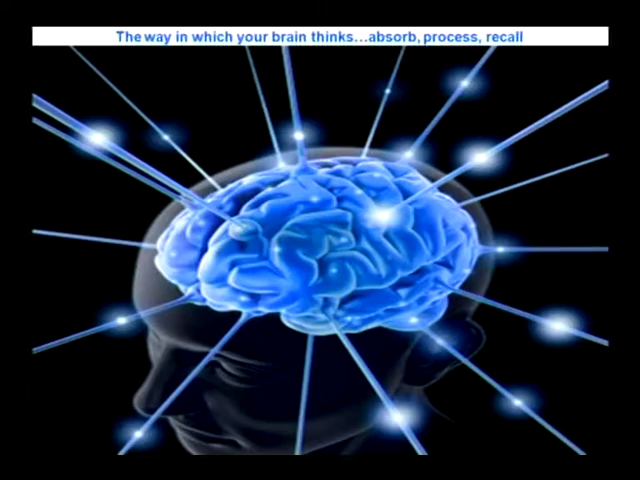 The way in which your brain thinks...absorb, process, recall